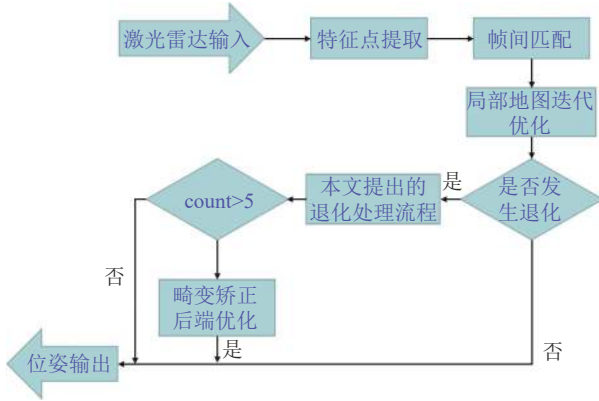 激光雷达输入
特征点提取
帧间匹配
局部地图迭代
优化
是否发
生退化
是
本文提出的
退化处理流程
count>5
否
畸变矫正
后端优化
是
否
位姿输出